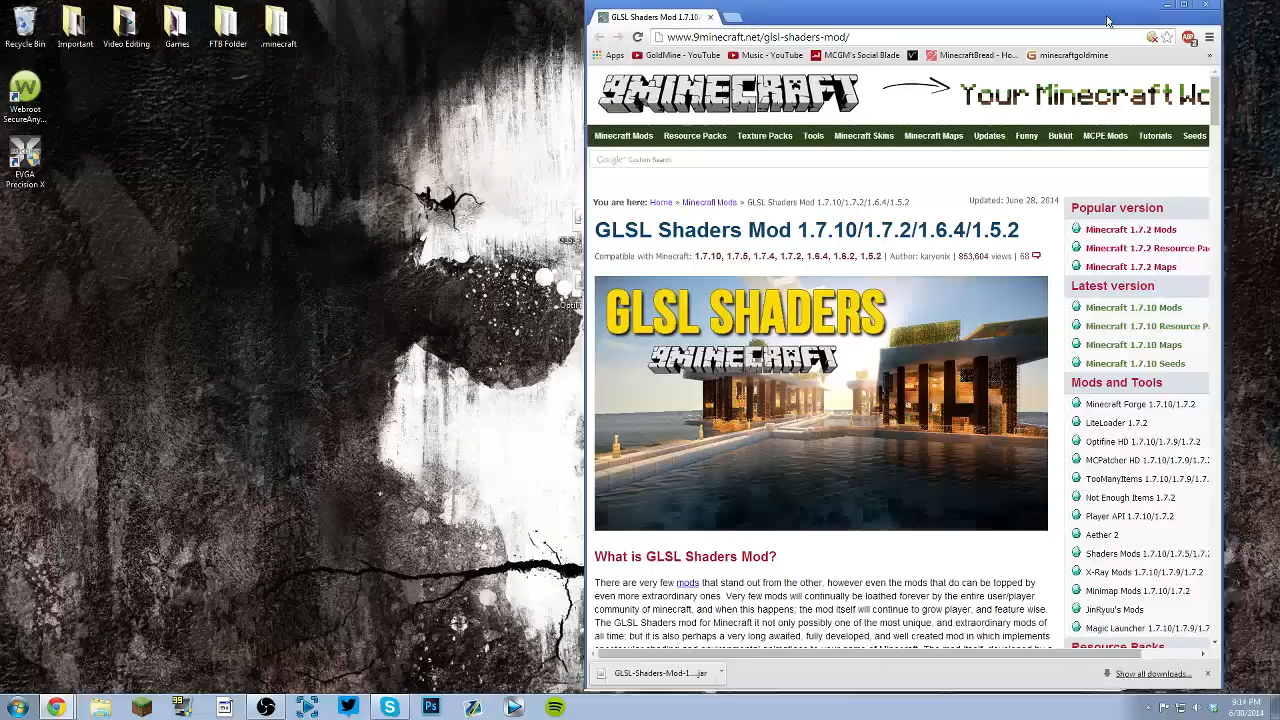 Recycle Bin
Important
Video Editing
Games
FTB Folder
.minecraft
Webroot SecureAny...
EVGA Precision X
GLSL Shaders Mod 1.7.10
www.9minecraft.net/glsl-shaders-mod/
Apps
GoldMine - YouTube
Music - YouTube
MCGM's Social Blade
MinecraftBread - Ho...
minecraftgoldmine
9MINECRAFT
Your Minecraft Wo
Minecraft Mods
Resource Packs
Texture Packs
Tools
Minecraft Skins
Minecraft Maps
Updates
Funny
Bukkit
MCPE Mods
Tutorials
Seeds
Google™ Custom Search
You are here: Home » Minecraft Mods » GLSL Shaders Mod 1.7.10/1.7.2/1.6.4/1.5.2
Updated: June 28, 2014
GLSL Shaders Mod 1.7.10/1.7.2/1.6.4/1.5.2
Compatible with Minecraft: 1.7.10, 1.7.5, 1.7.4, 1.7.2, 1.6.4, 1.6.2, 1.5.2 | Author: karyonix | 853,604 views | 68
GLSL SHADERS
9MINECRAFT
What is GLSL Shaders Mod?
There are very few mods that stand out from the other, however even the mods that do can be topped by
even more extraordinary ones. Very few mods will continually be loathed forever by the entire user/player
community of minecraft, and when this happens; the mod itself will continue to grow player, and feature wise.
The GLSL Shaders mod for Minecraft it not only possibly one of the most unique, and extraordinary mods of
all time; but it is also perhaps a very long awaited, fully developed, and well created mod in which implements
Popular version
Minecraft 1.7.2 Mods
Minecraft 1.7.2 Resource Pa
Minecraft 1.7.2 Maps
Latest version
Minecraft 1.7.10 Mods
Minecraft 1.7.10 Resource P
Minecraft 1.7.10 Maps
Minecraft 1.7.10 Seeds
Mods and Tools
Minecraft Forge 1.7.10/1.7.2
LiteLoader 1.7.2
Optifine HD 1.7.10/1.7.9/1.7.2
MCPatcher HD 1.7.10/1.7.9/1.7.2
TooManyItems 1.7.10/1.7.9/1.7.
Not Enough Items 1.7.2
Player API 1.7.10/1.7.2
Aether 2
Shaders Mods 1.7.10/1.7.5/1.7.2
X-Ray Mods 1.7.10/1.7.9/1.7.2
Minimap Mods 1.7.10/1.7.2
JinRyuu's Mods
Magic Launcher 1.7.10/1.7.9/1.7
Resource Packs
GLSL-Shaders-Mod-1....jar
Show all downloads...
9:14 PM
6/30/2014